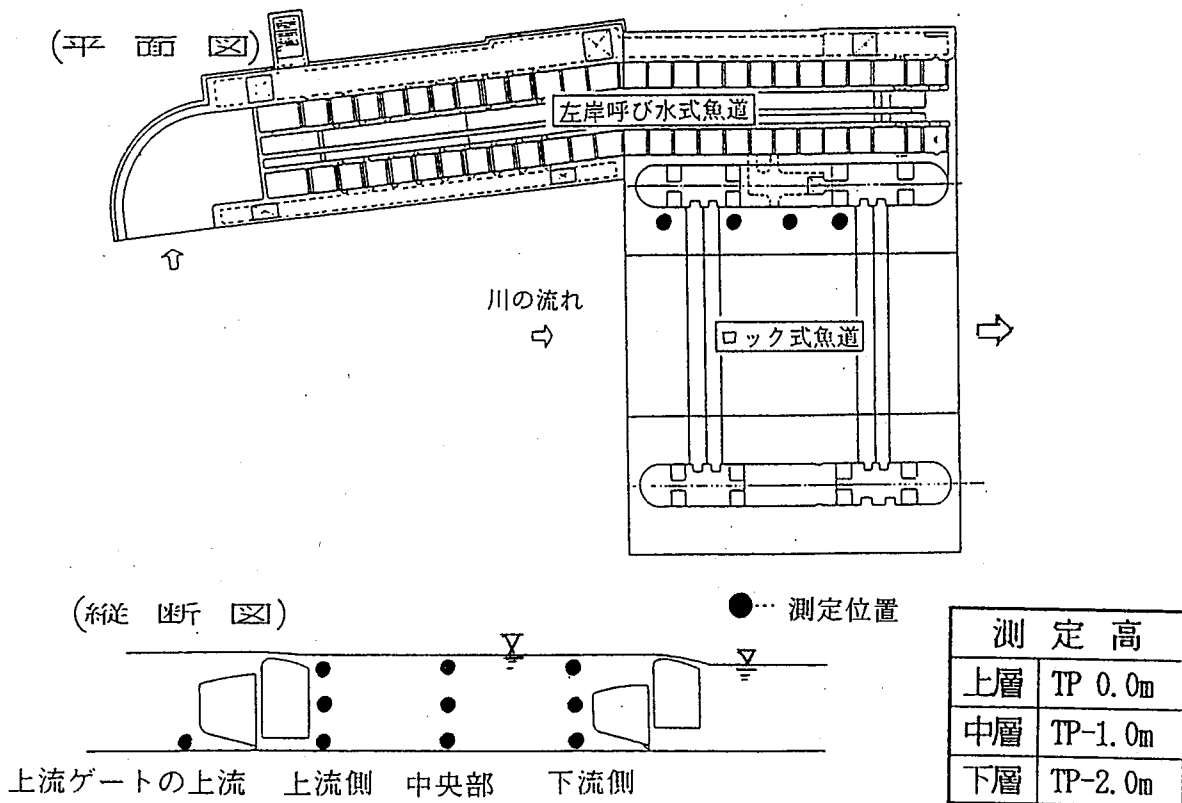 (平 面 図)
左岸呼び水式魚道
川の流れ
ロック式魚道
(縦 断 図)
●… 測定位置
上流ゲートの上流 上流側 中央部 下流側
測 定 高
上層 TP 0.0m
中層 TP-1.0m
下層 TP-2.0m